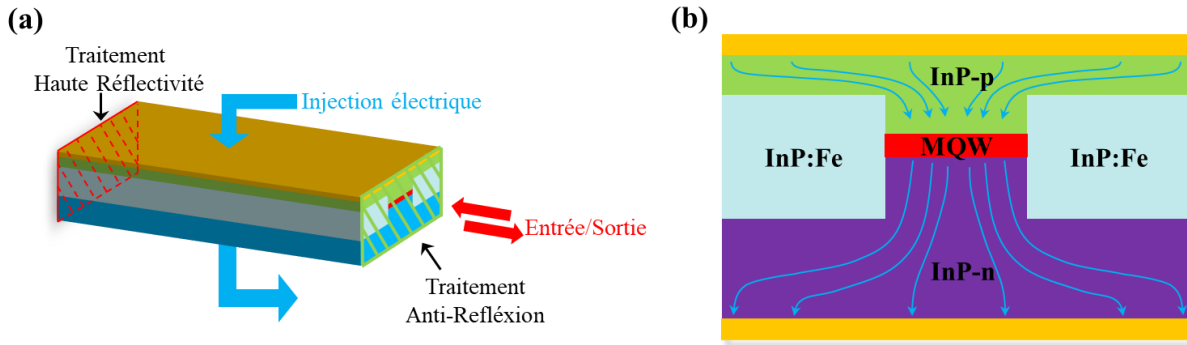 (a)
Traitement
Haute Réflectivité
Injection électrique
Entrée/Sortie
Traitement
Anti-Refléxion
(b)
InP-p
InP:Fe
MQW
InP:Fe
InP-n